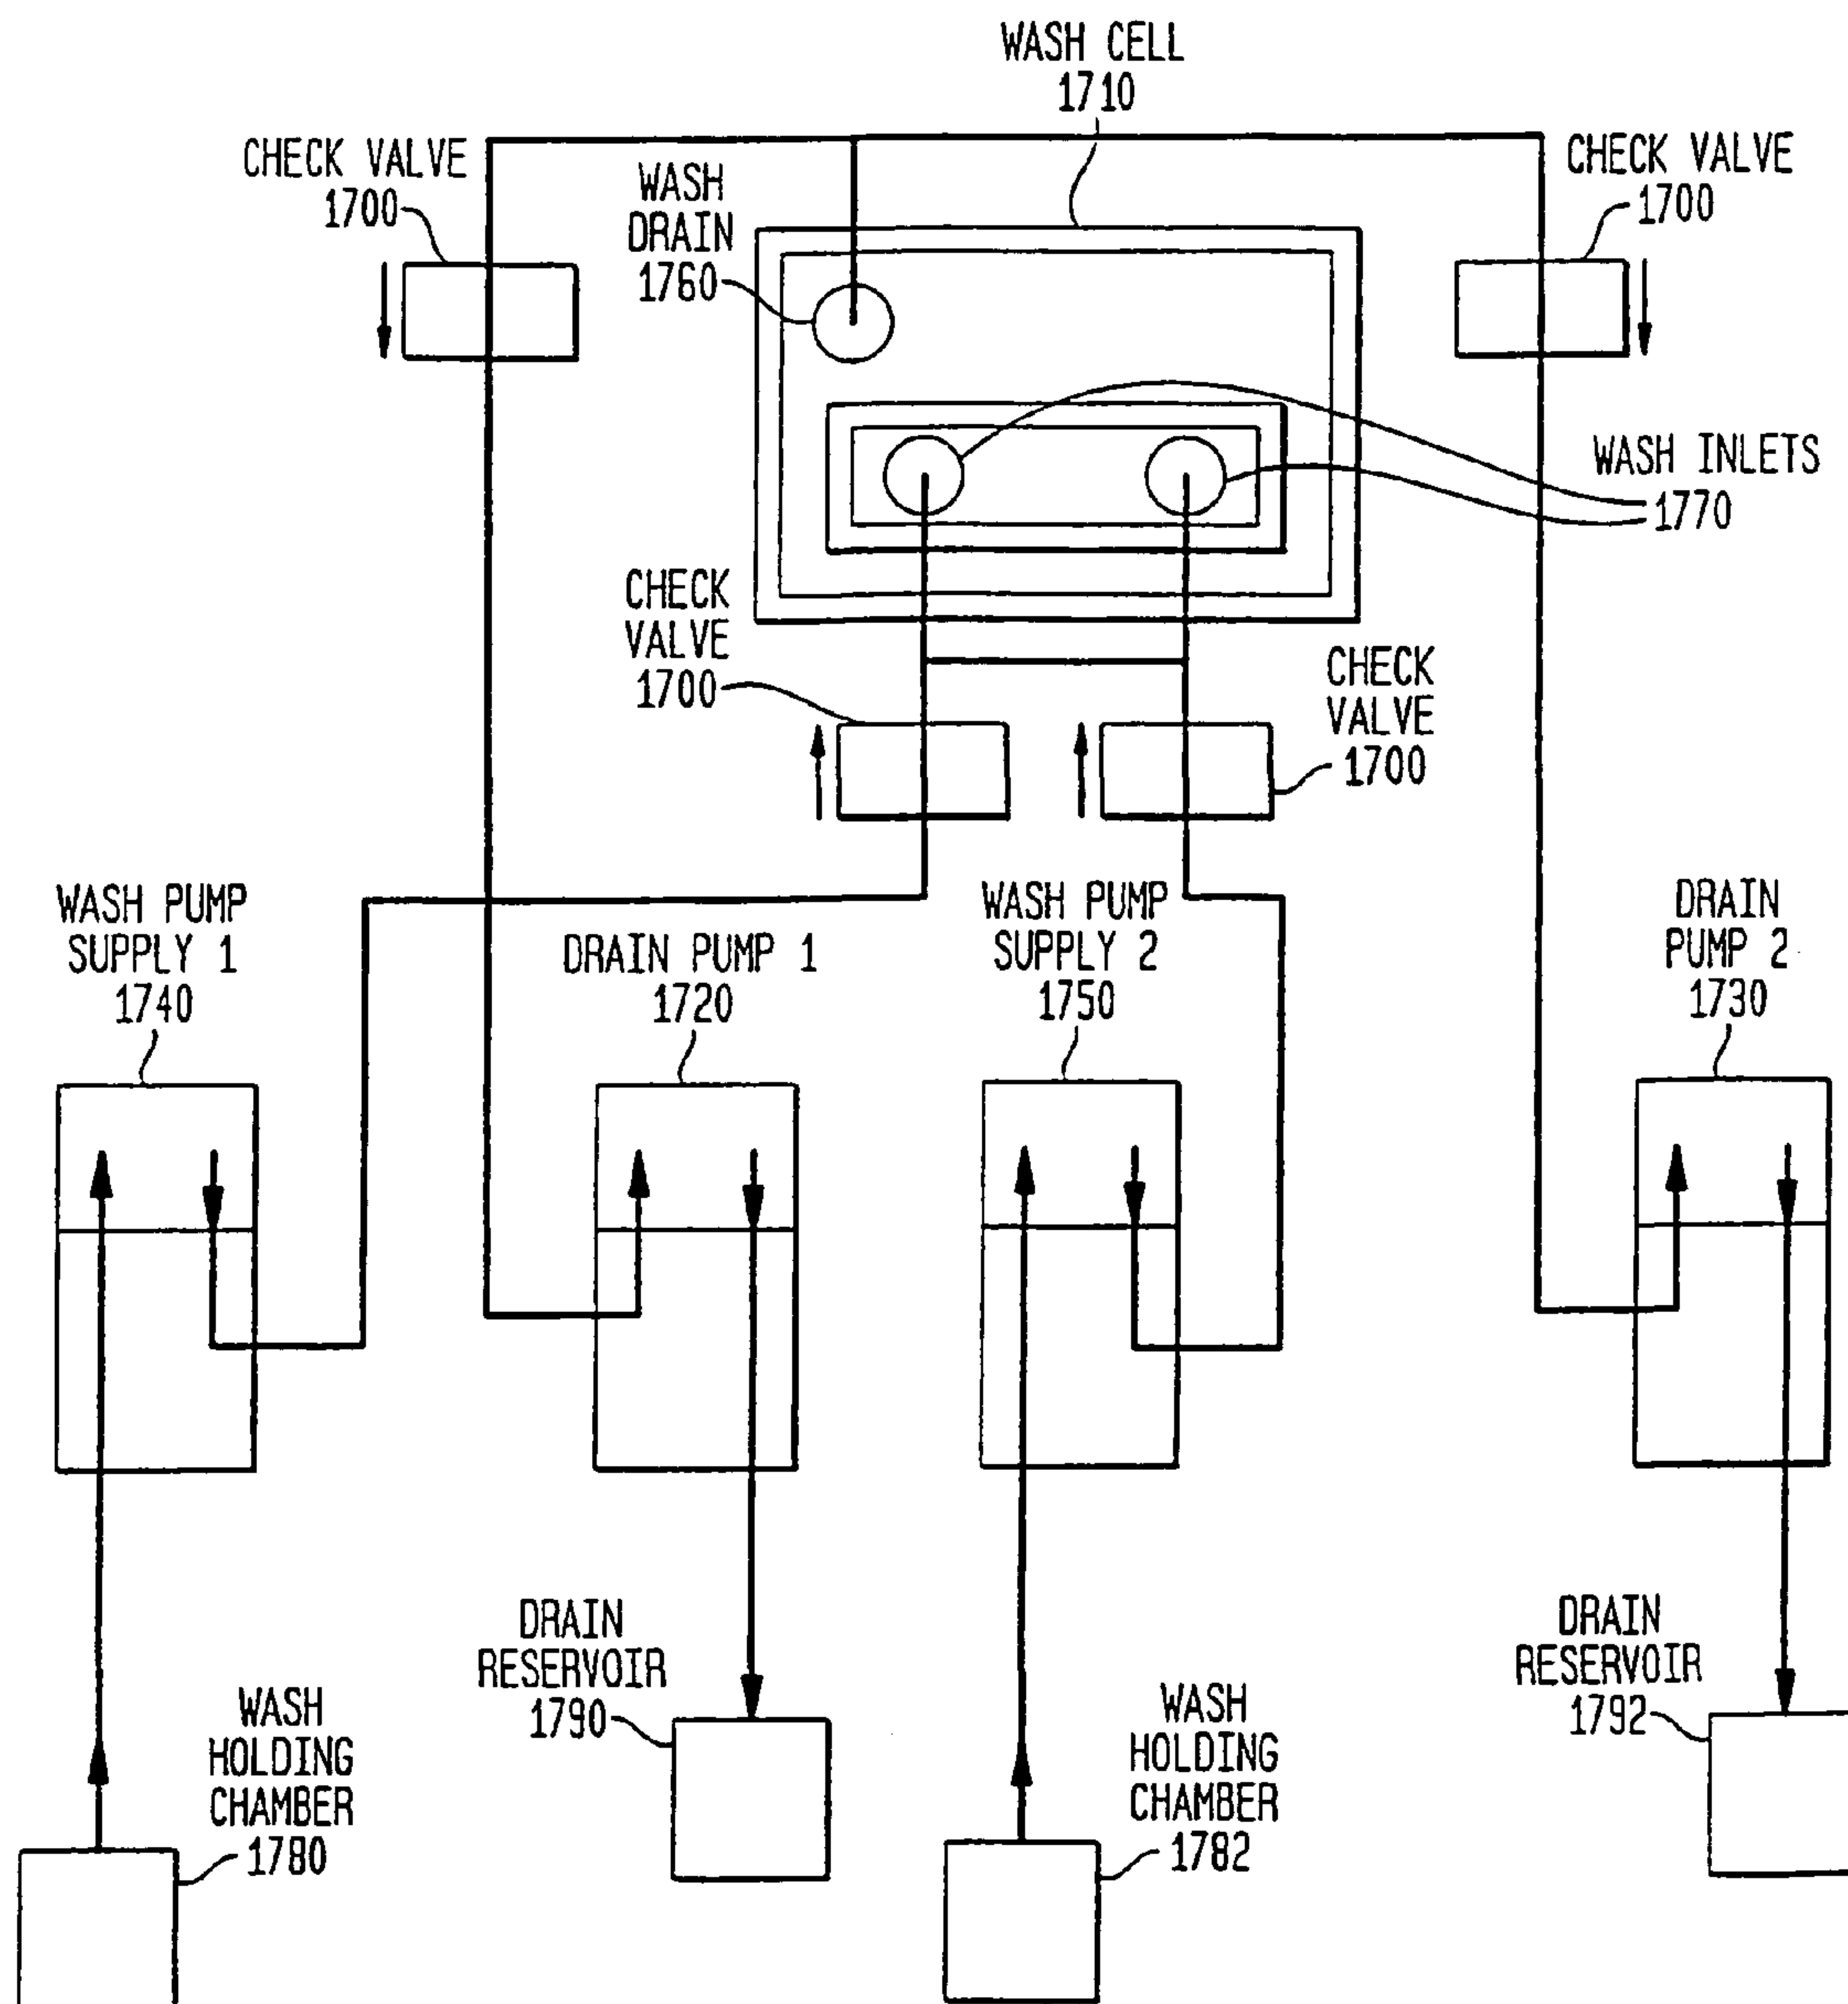 WASH CELL
1710
CHECK VALVE
1700
WASH
DRAIN
1760
CHECK VALVE
1700
WASH INLETS
1770
CHECK
VALVE
1700
CHECK
VALVE
1700
WASH PUMP
SUPPLY 1
1740
DRAIN PUMP 1
1720
WASH PUMP
SUPPLY 2
1750
DRAIN
PUMP 2
1730
DRAIN
RESERVOIR
1790
DRAIN
RESERVOIR
1792
WASH
HOLDING
CHAMBER
1780
WASH
HOLDING
CHAMBER
1782